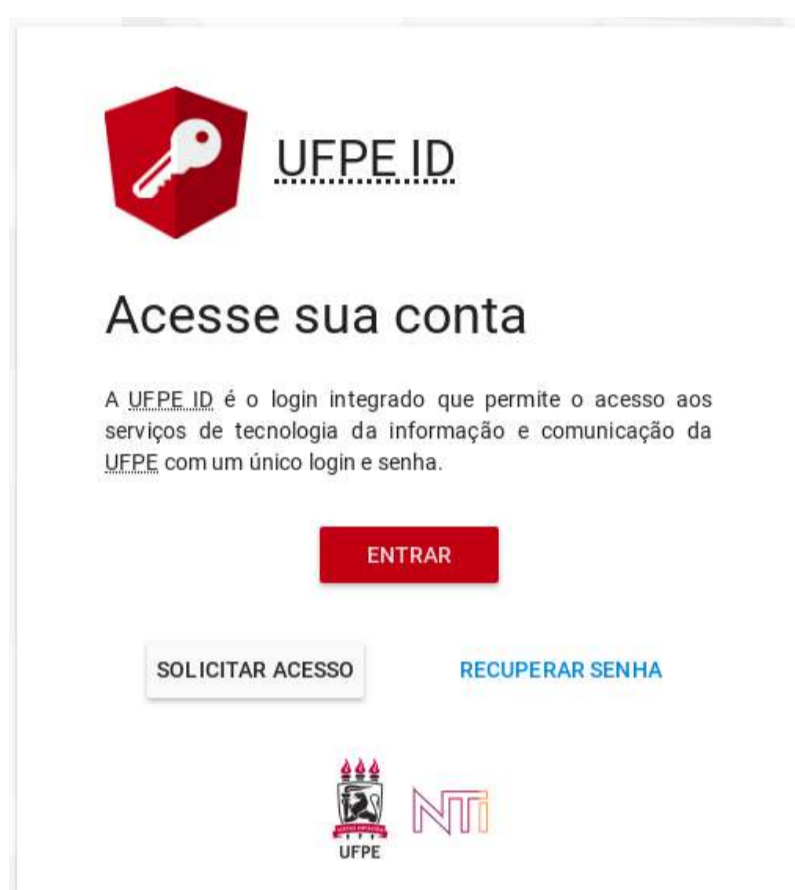 UFPE ID
Acesse sua conta
A UFPE ID é o login integrado que permite o acesso aos
serviços de tecnologia da informação e comunicação da
UFPE com um único login e senha.
ENTRAR
SOLICITAR ACESSO RECUPERAR SENHA
NTi
UFPE